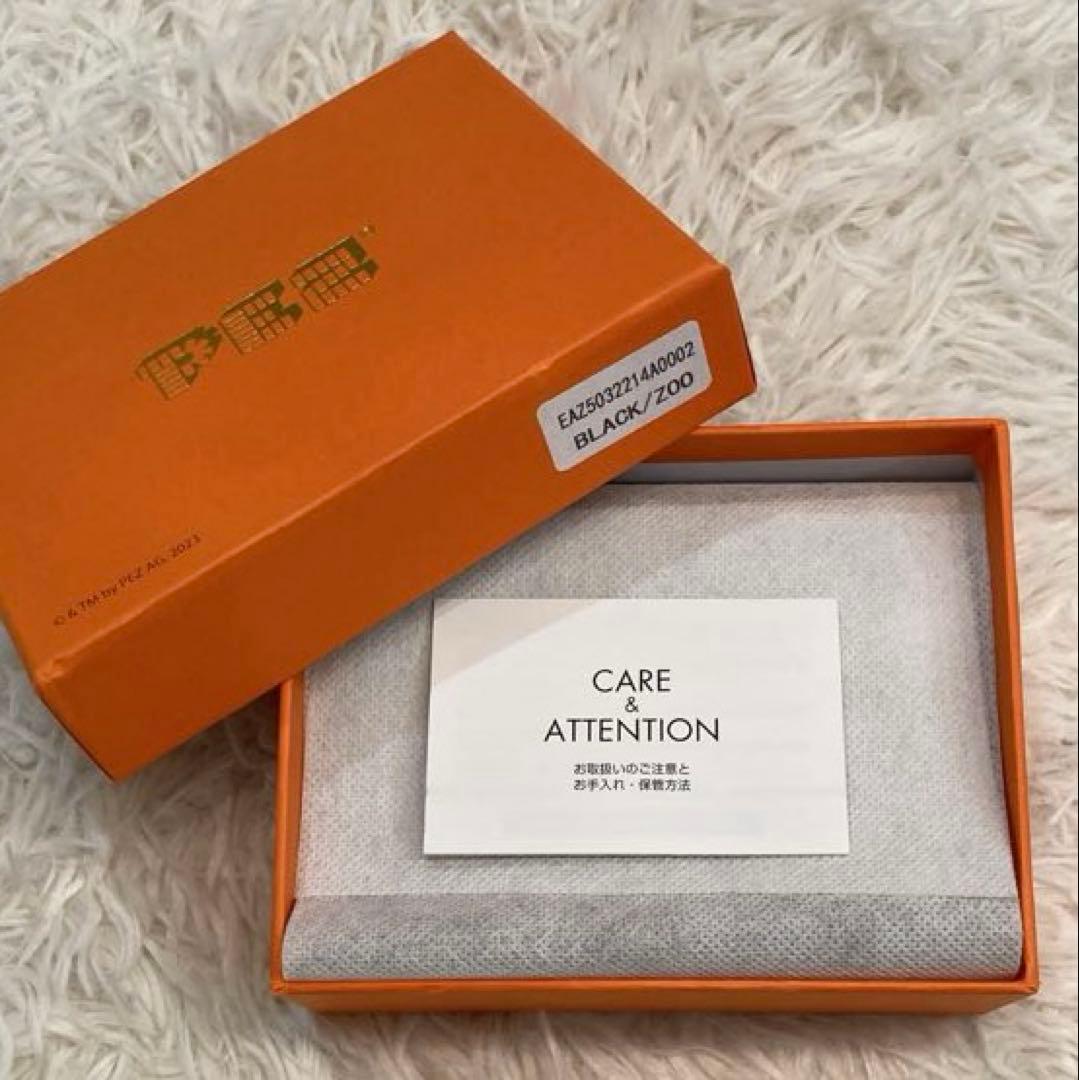 PEZ
EAZ5032214A0002
BLACK/ZOO
© & TM by PEZ AG, 2023
CARE
&
ATTENTION
お取扱いのご注意と
お手入れ・保管方法